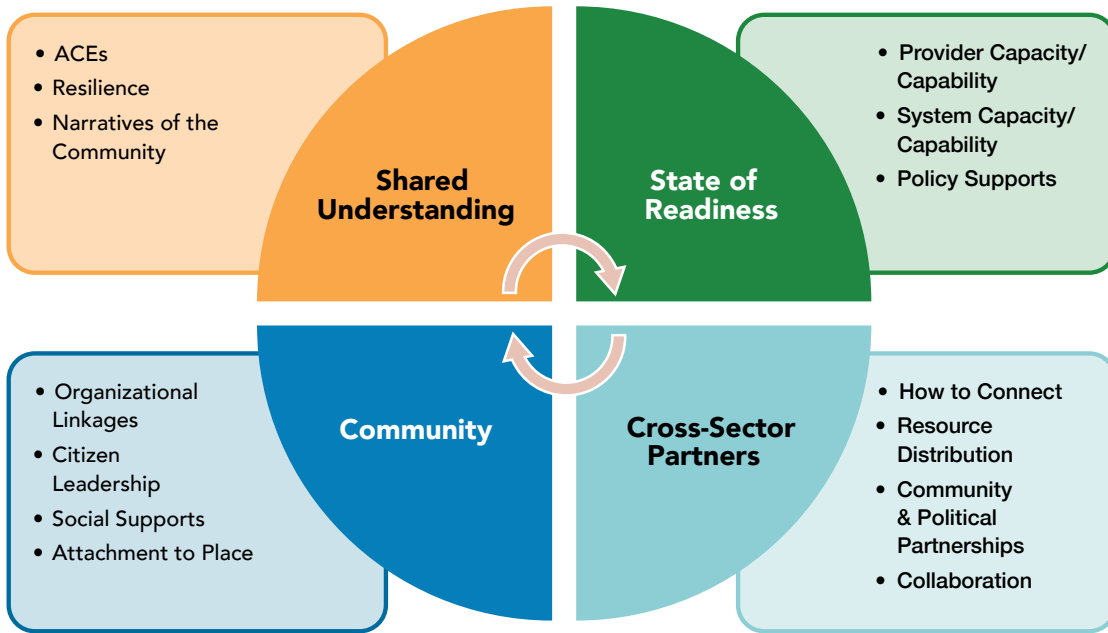 • ACEs
• Resilience
• Narratives of the
Community
Shared
Understanding
State of
Readiness
• Provider Capacity/
Capability
• System Capacity/
Capability
• Policy Supports
• Organizational
Linkages
• Citizen
Leadership
• Social Supports
• Attachment to Place
Community
Cross-Sector
Partners
• How to Connect
• Resource
Distribution
• Community
& Political
Partnerships
• Collaboration